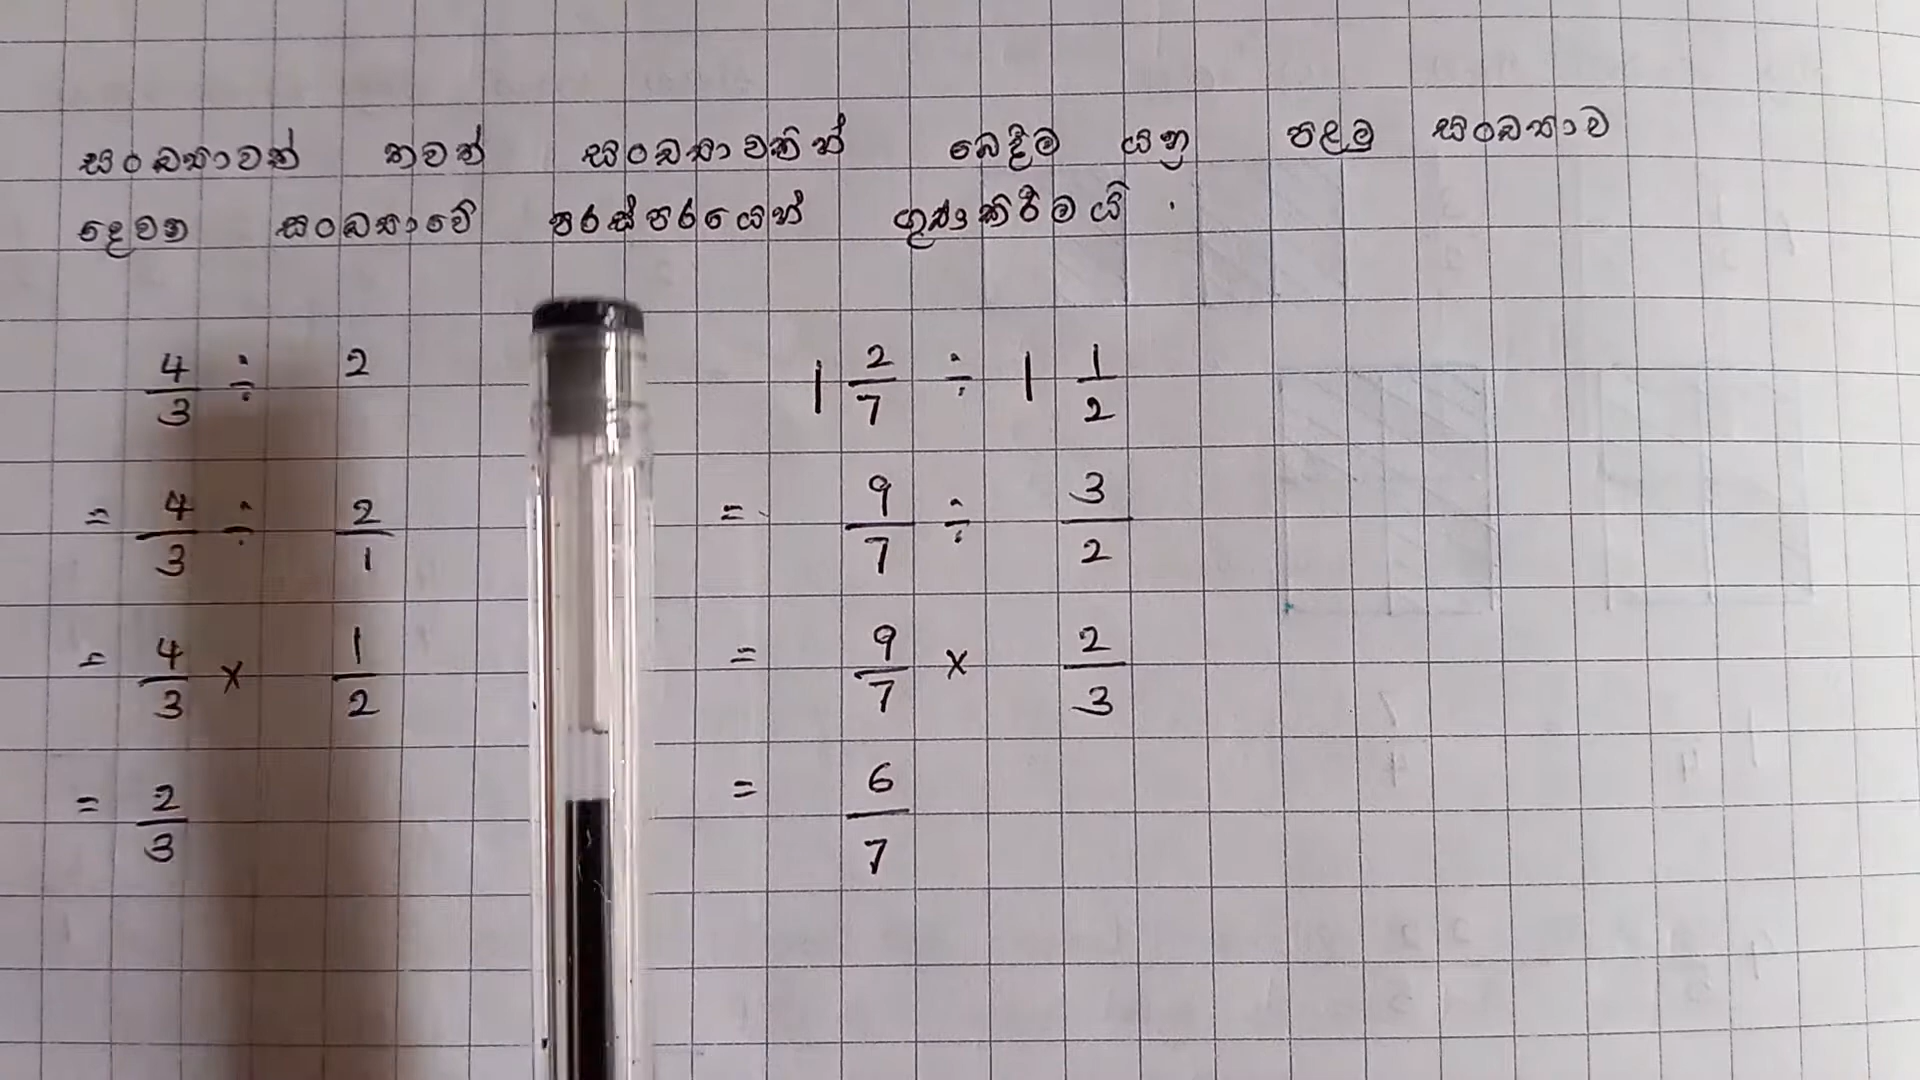 සංඛ්‍යාවක් තවත් සංඛ්‍යාවකින් බෙදීම යනු පළමු සංඛ්‍යාව
දෙවන සංඛ්‍යාවේ පරස්පරයෙන් ගුණකිරීම යි .
4/3 ÷ 2
= 4/3 ÷ 2/1
= 4/3 × 1/2
= 2/3
1 2/7 ÷ 1 1/2
= 9/7 ÷ 3/2
= 9/7 × 2/3
= 6/7